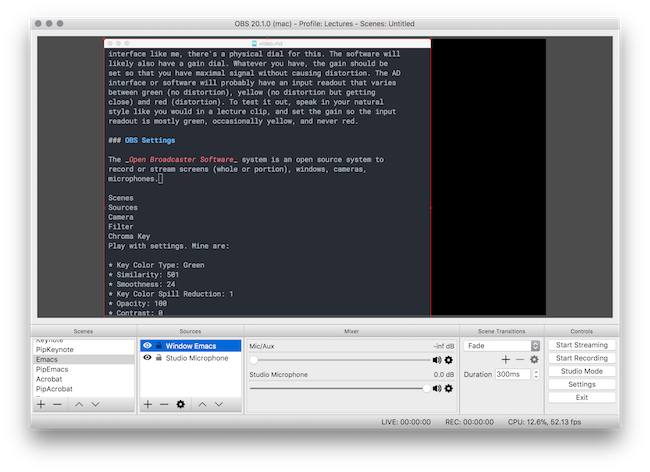 OBS 20.1.0 (mac) - Profile: Lectures - Scenes: Untitled
video.md
interface like me, there's a physical dial for this. The software will
likely also have a gain dial. Whatever you have, the gain should be
set so that you have maximal signal without causing distortion. The AD
interface or software will probably have an input readout that varies
between green (no distortion), yellow (no distortion but getting
close) and red (distortion). To test it out, speak in your natural
style like you would in a lecture clip, and set the gain so the input
readout is mostly green, occasionally yellow, and never red.
### OBS Settings
The _Open Broadcaster Software_ system is an open source system to
record or stream screens (whole or portion), windows, cameras,
microphones.
Scenes
Sources
Camera
Filter
Chroma Key
Play with settings. Mine are:
* Key Color Type: Green
* Similarity: 501
* Smoothness: 24
* Key Color Spill Reduction: 1
* Opacity: 100
* Contrast: 0
Scenes
Keynote
PipKeynote
Emacs
PipEmacs
Acrobat
PipAcrobat
Sources
Window Emacs
Studio Microphone
Mixer
Mic/Aux -inf dB
Studio Microphone 0.0 dB
Scene Transitions
Fade
Duration 300ms
Controls
Start Streaming
Start Recording
Studio Mode
Settings
Exit
LIVE: 00:00:00 REC: 00:00:00 CPU: 12.6%, 52.13 fps